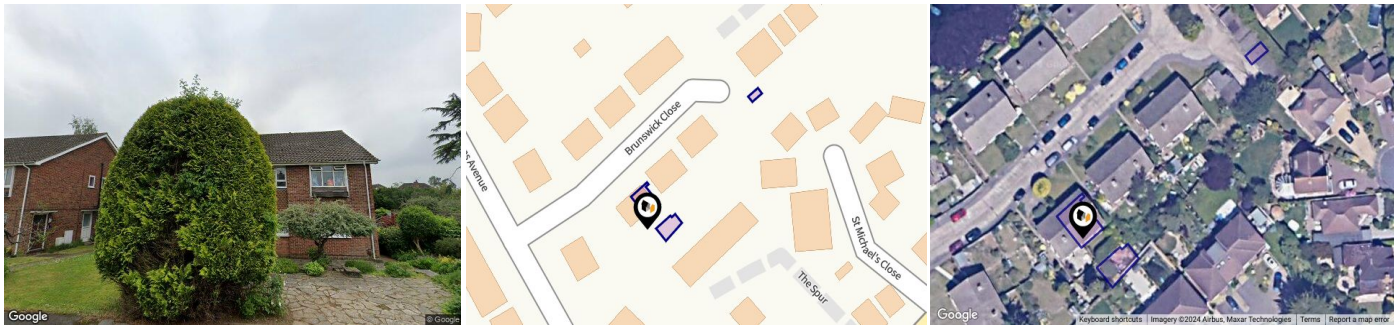 Google
© Google
Brunswick Close
s Avenue
St Michael's Close
The Spur
Google
Keyboard shortcuts
Imagery ©2024 Airbus, Maxar Technologies
Terms
Report a map error